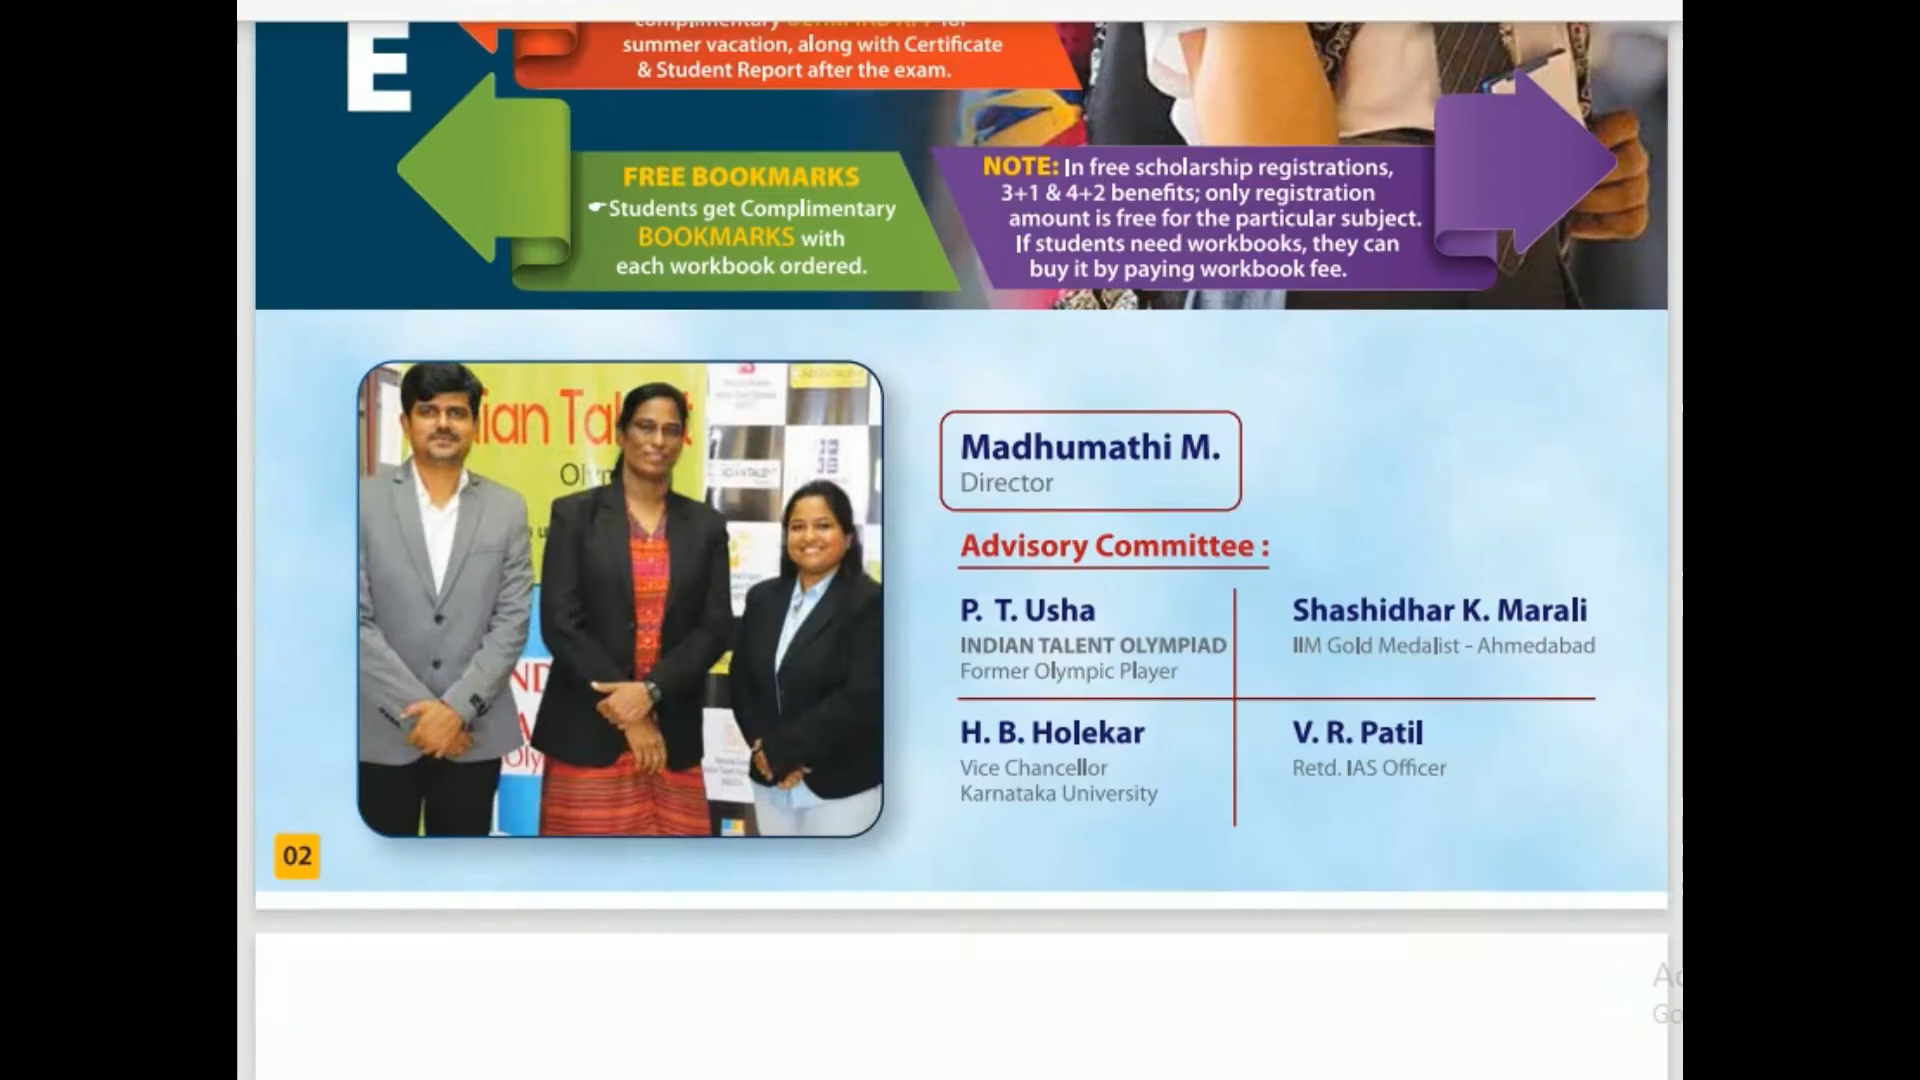 E
summer vacation, along with Certificate
& Student Report after the exam.
FREE BOOKMARKS
☛Students get Complimentary
BOOKMARKS with
each workbook ordered.
NOTE: In free scholarship registrations,
3+1 & 4+2 benefits; only registration
amount is free for the particular subject.
If students need workbooks, they can
buy it by paying workbook fee.
Madhumathi M.
Director
Advisory Committee :
P. T. Usha
INDIAN TALENT OLYMPIAD
Former Olympic Player
Shashidhar K. Marali
IIM Gold Medalist - Ahmedabad
H. B. Holekar
Vice Chancellor
Karnataka University
V. R. Patil
Retd. IAS Officer
02